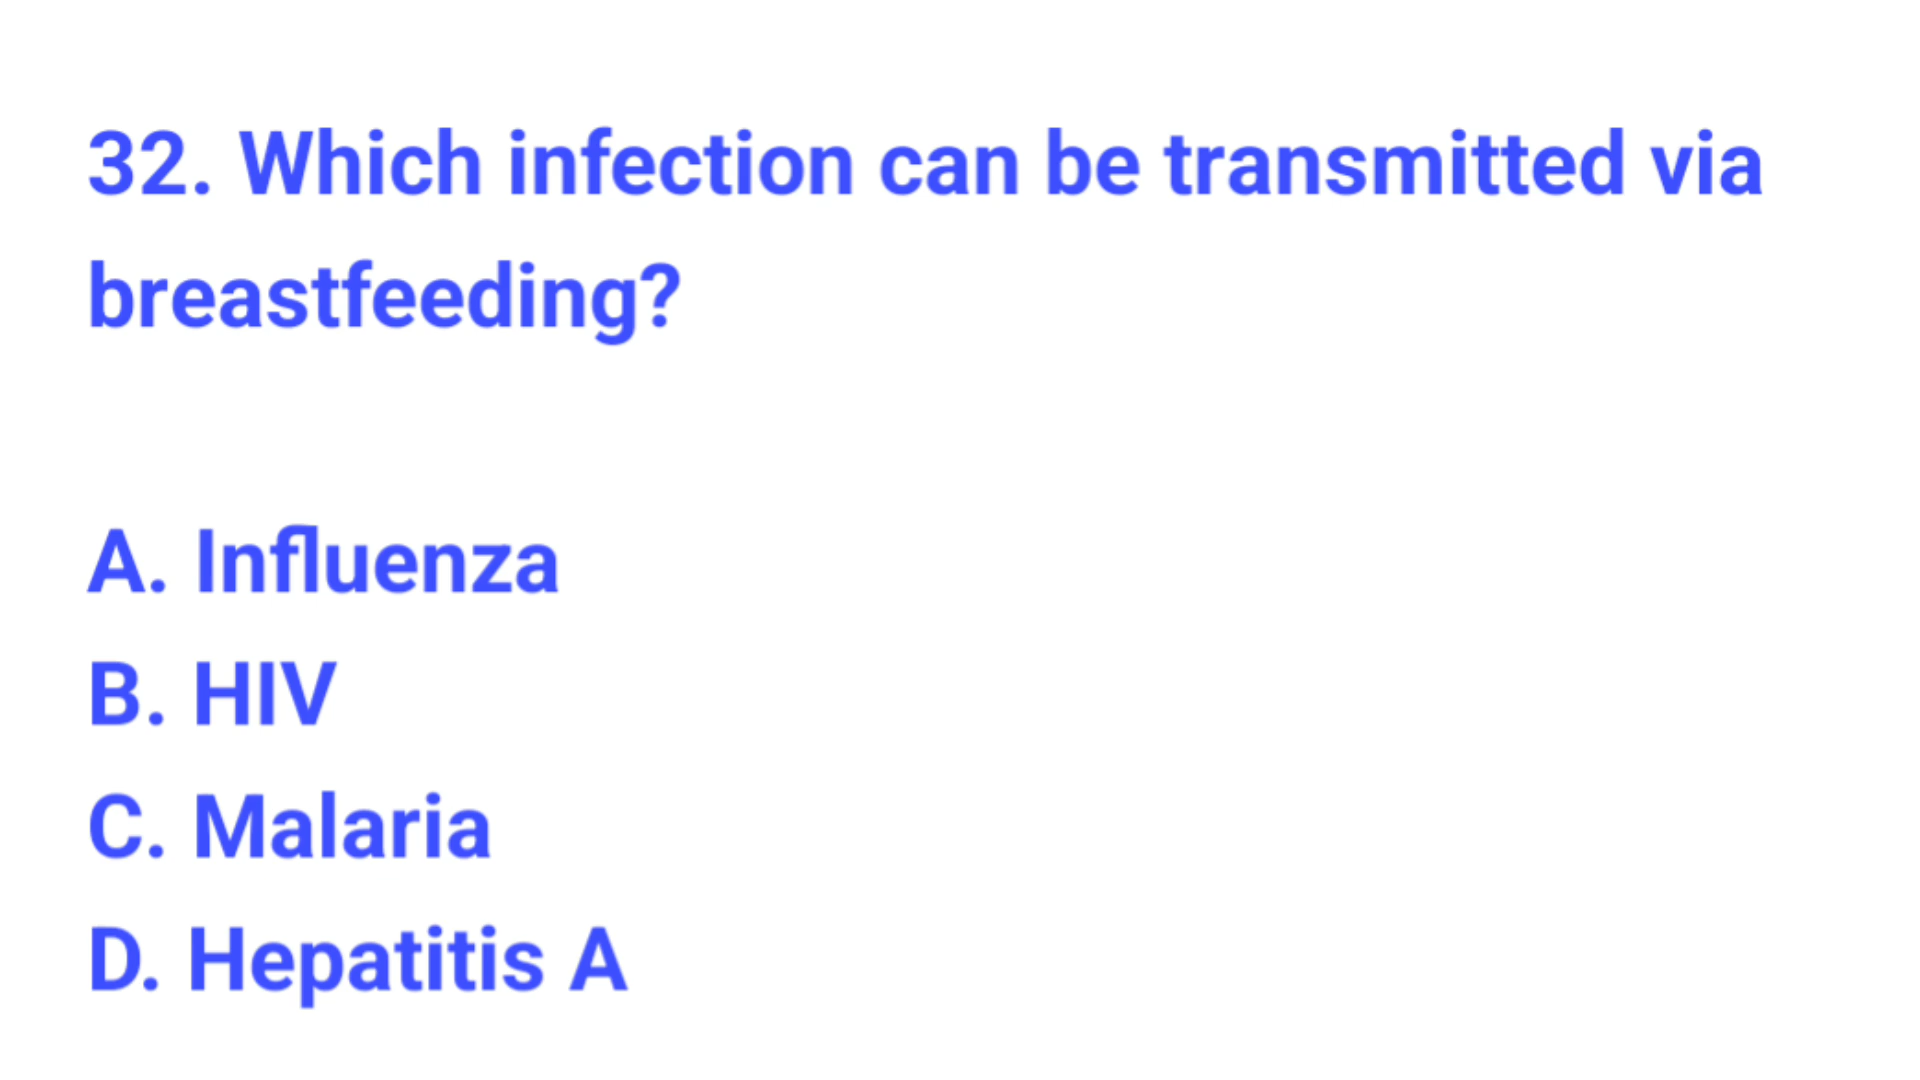 32. Which infection can be transmitted via
breastfeeding?
A. Influenza
B. HIV
C. Malaria
D. Hepatitis A